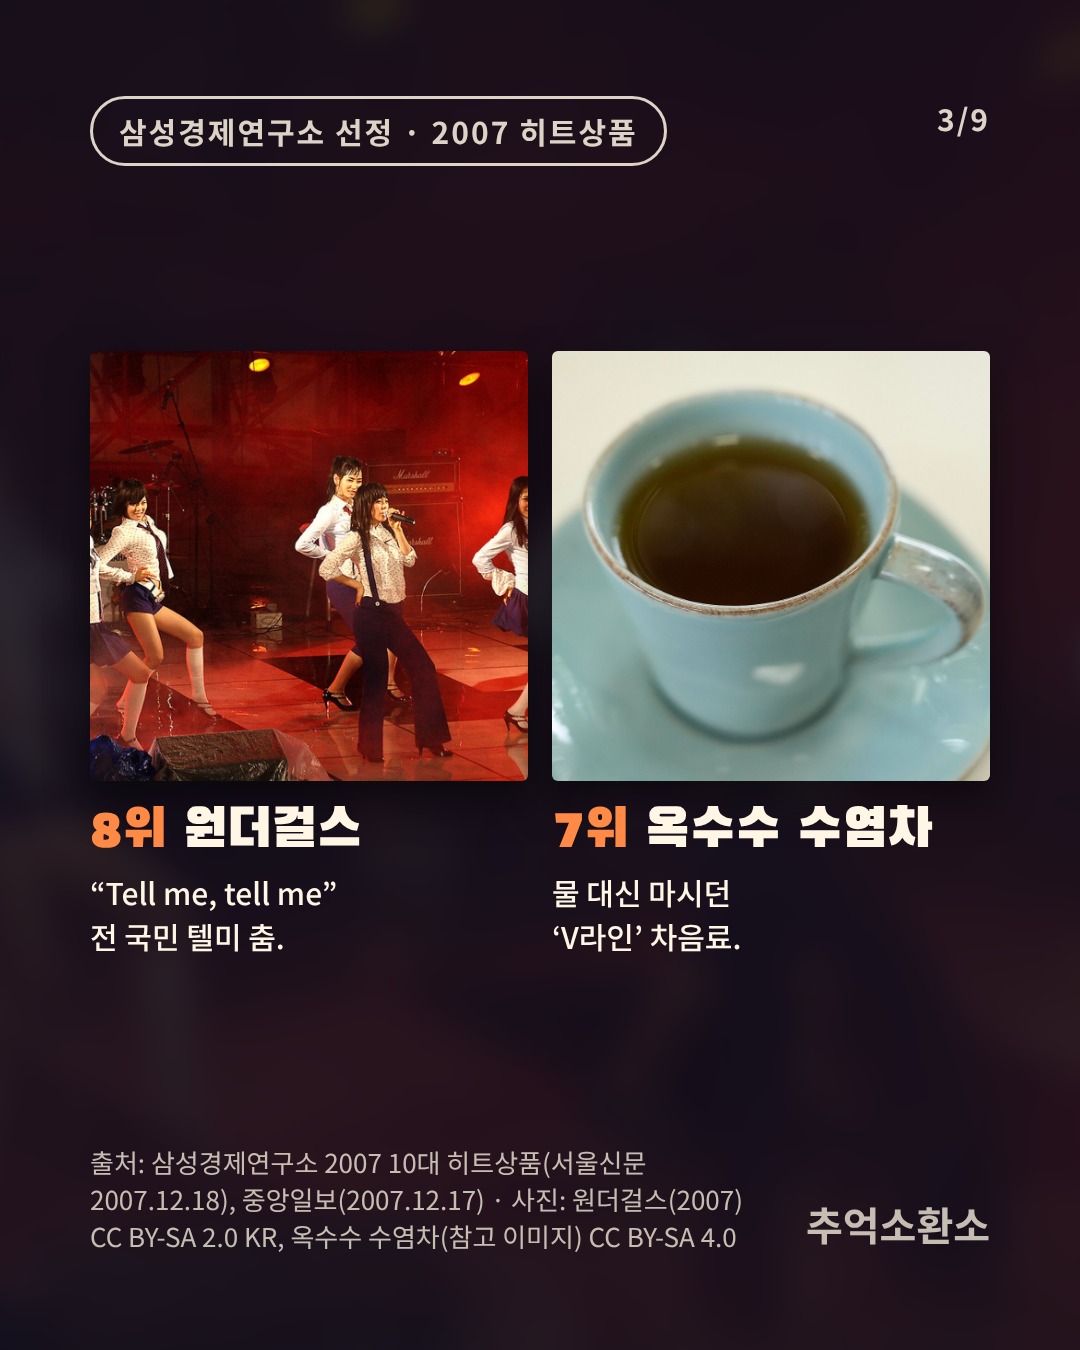 삼성경제연구소 선정 · 2007 히트상품
3/9
Marshall
8위 원더걸스
“Tell me, tell me”
전 국민 텔미 춤.
7위 옥수수 수염차
물 대신 마시던
‘V라인’ 차음료.
출처: 삼성경제연구소 2007 10대 히트상품(서울신문
2007.12.18), 중앙일보(2007.12.17) · 사진: 원더걸스(2007)
CC BY-SA 2.0 KR, 옥수수 수염차(참고 이미지) CC BY-SA 4.0
추억소환소